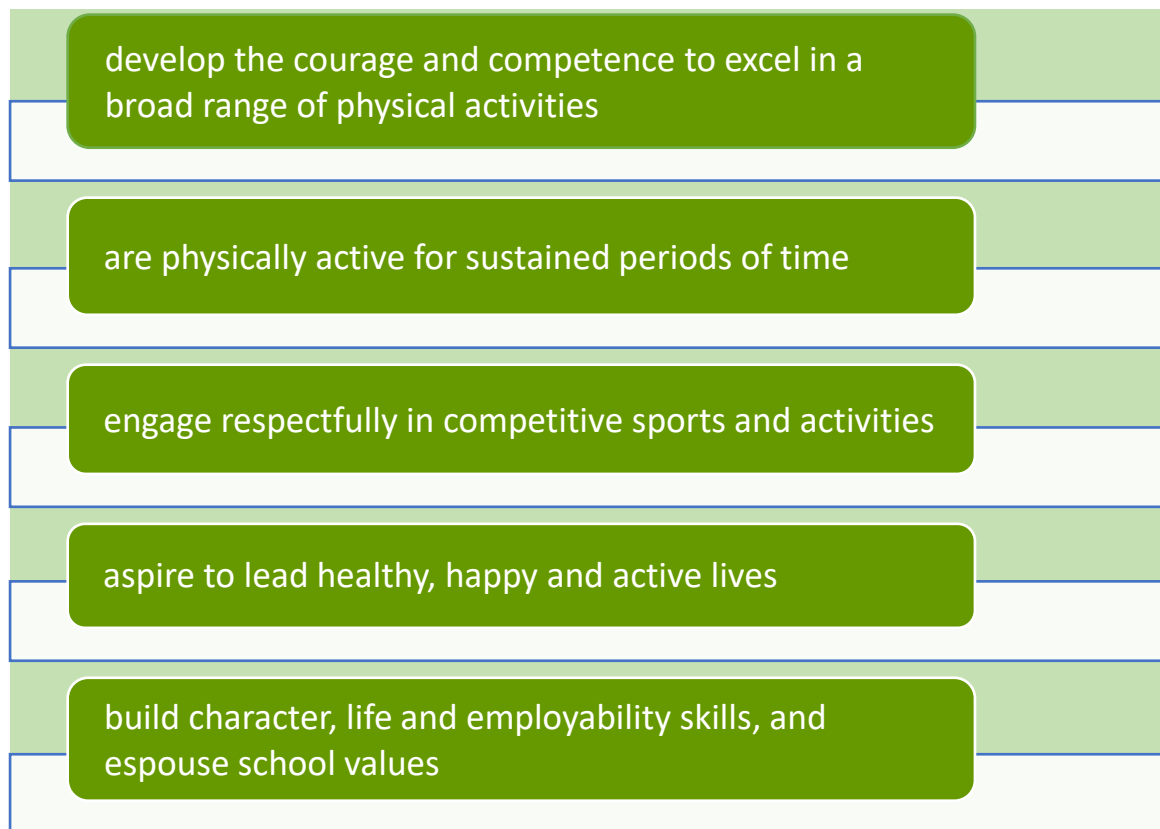 develop the courage and competence to excel in a
broad range of physical activities
are physically active for sustained periods of time
engage respectfully in competitive sports and activities
aspire to lead healthy, happy and active lives
build character, life and employability skills, and
espouse school values